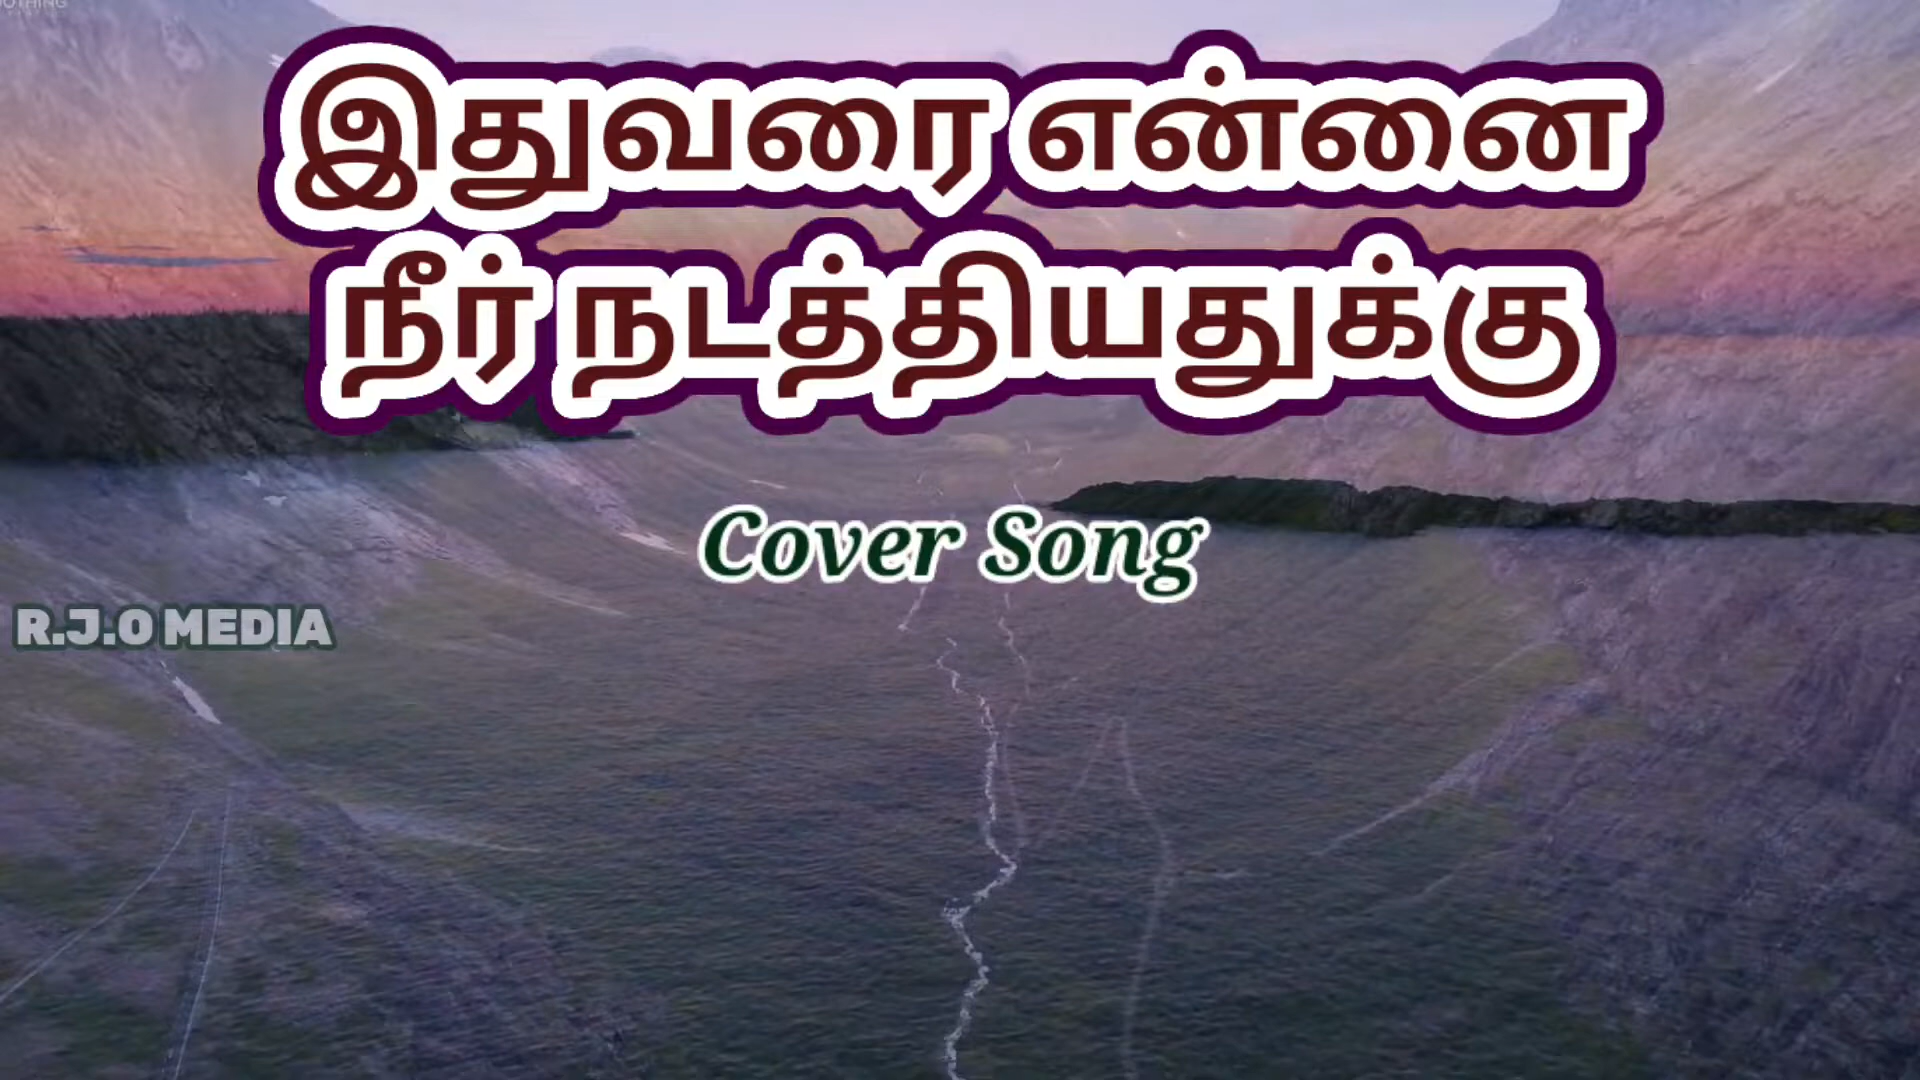 இதுவரை என்னை
நீர் நடத்தியதுக்கு
Cover Song
R.J.O MEDIA